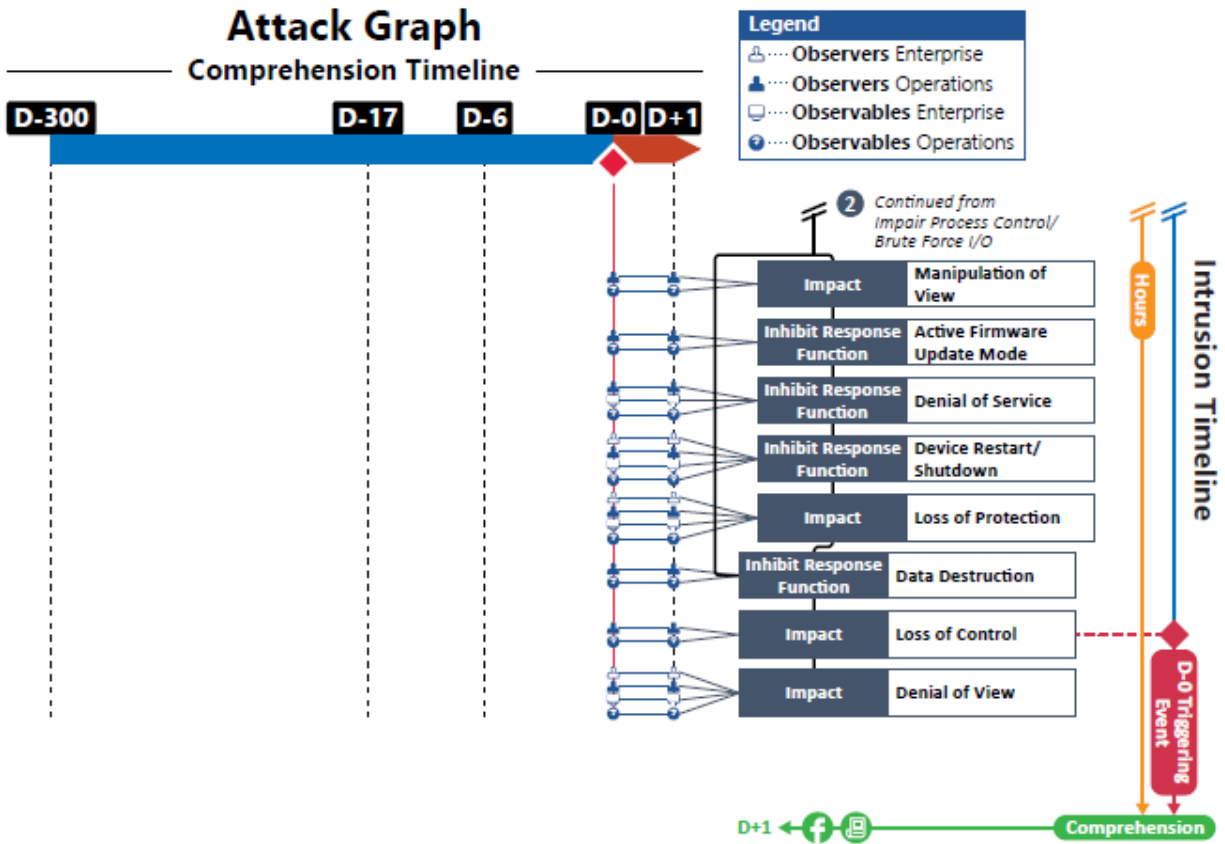 Attack Graph
Comprehension Timeline
D-300
D-17
D-6
D-0
D+1
Legend
Observers Enterprise
Observers Operations
Observables Enterprise
Observables Operations
2
Continued from
Impair Process Control/
Brute Force I/O
Impact
Manipulation of
View
Inhibit Response
Function
Active Firmware
Update Mode
Inhibit Response
Function
Denial of Service
Inhibit Response
Function
Device Restart/
Shutdown
Impact
Loss of Protection
Inhibit Response
Function
Data Destruction
Impact
Loss of Control
Impact
Denial of View
Hours
Intrusion Timeline
D-0 Triggering
Event
D+1
Comprehension